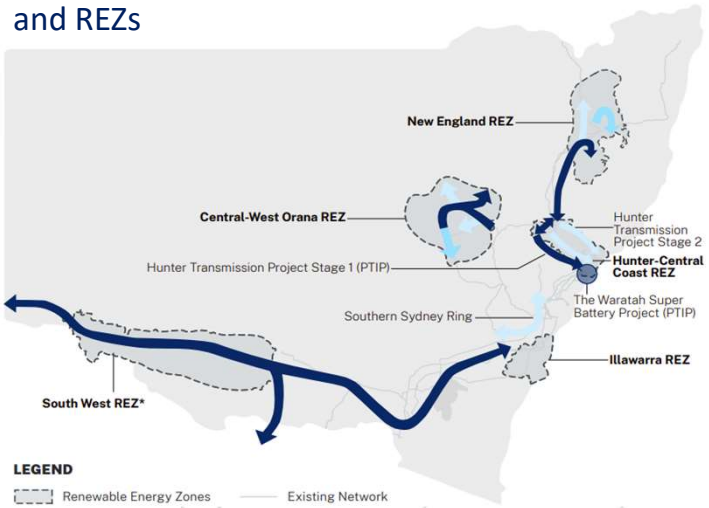 and REZs
New England REZ
Central-West Orana REZ
Hunter
Transmission
Project Stage 2
Hunter Transmission Project Stage 1 (PTIP)
Hunter-Central
Coast REZ
The Waratah Super
Battery Project (PTIP)
Southern Sydney Ring
Illawarra REZ
South West REZ*
LEGEND
Renewable Energy Zones
Existing Network